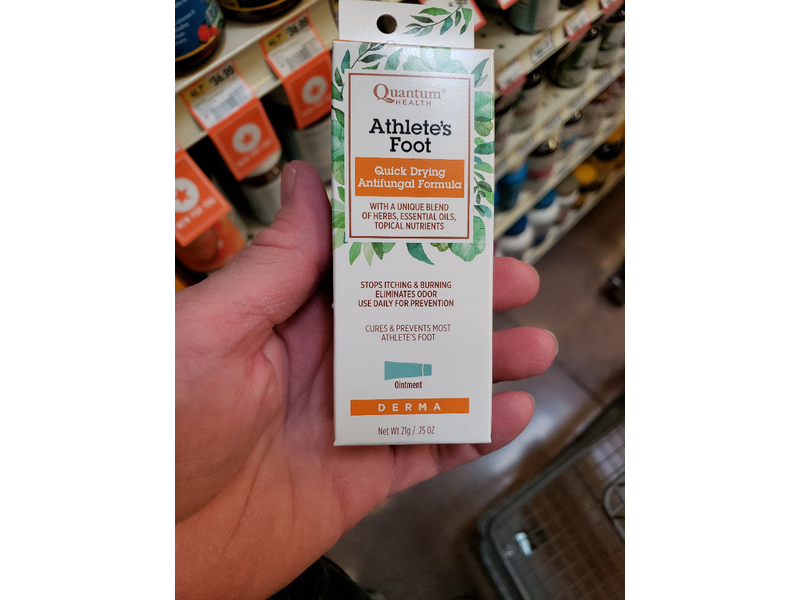 Quantum®
HEALTH
Athlete's
Foot
Quick Drying
Antifungal Formula
WITH A UNIQUE BLEND
OF HERBS, ESSENTIAL OILS,
TOPICAL NUTRIENTS
STOPS ITCHING & BURNING
ELIMINATES ODOR
USE DAILY FOR PREVENTION
CURES & PREVENTS MOST
ATHLETE'S FOOT
Ointment
DERMA
Net Wt 21g / .75 OZ